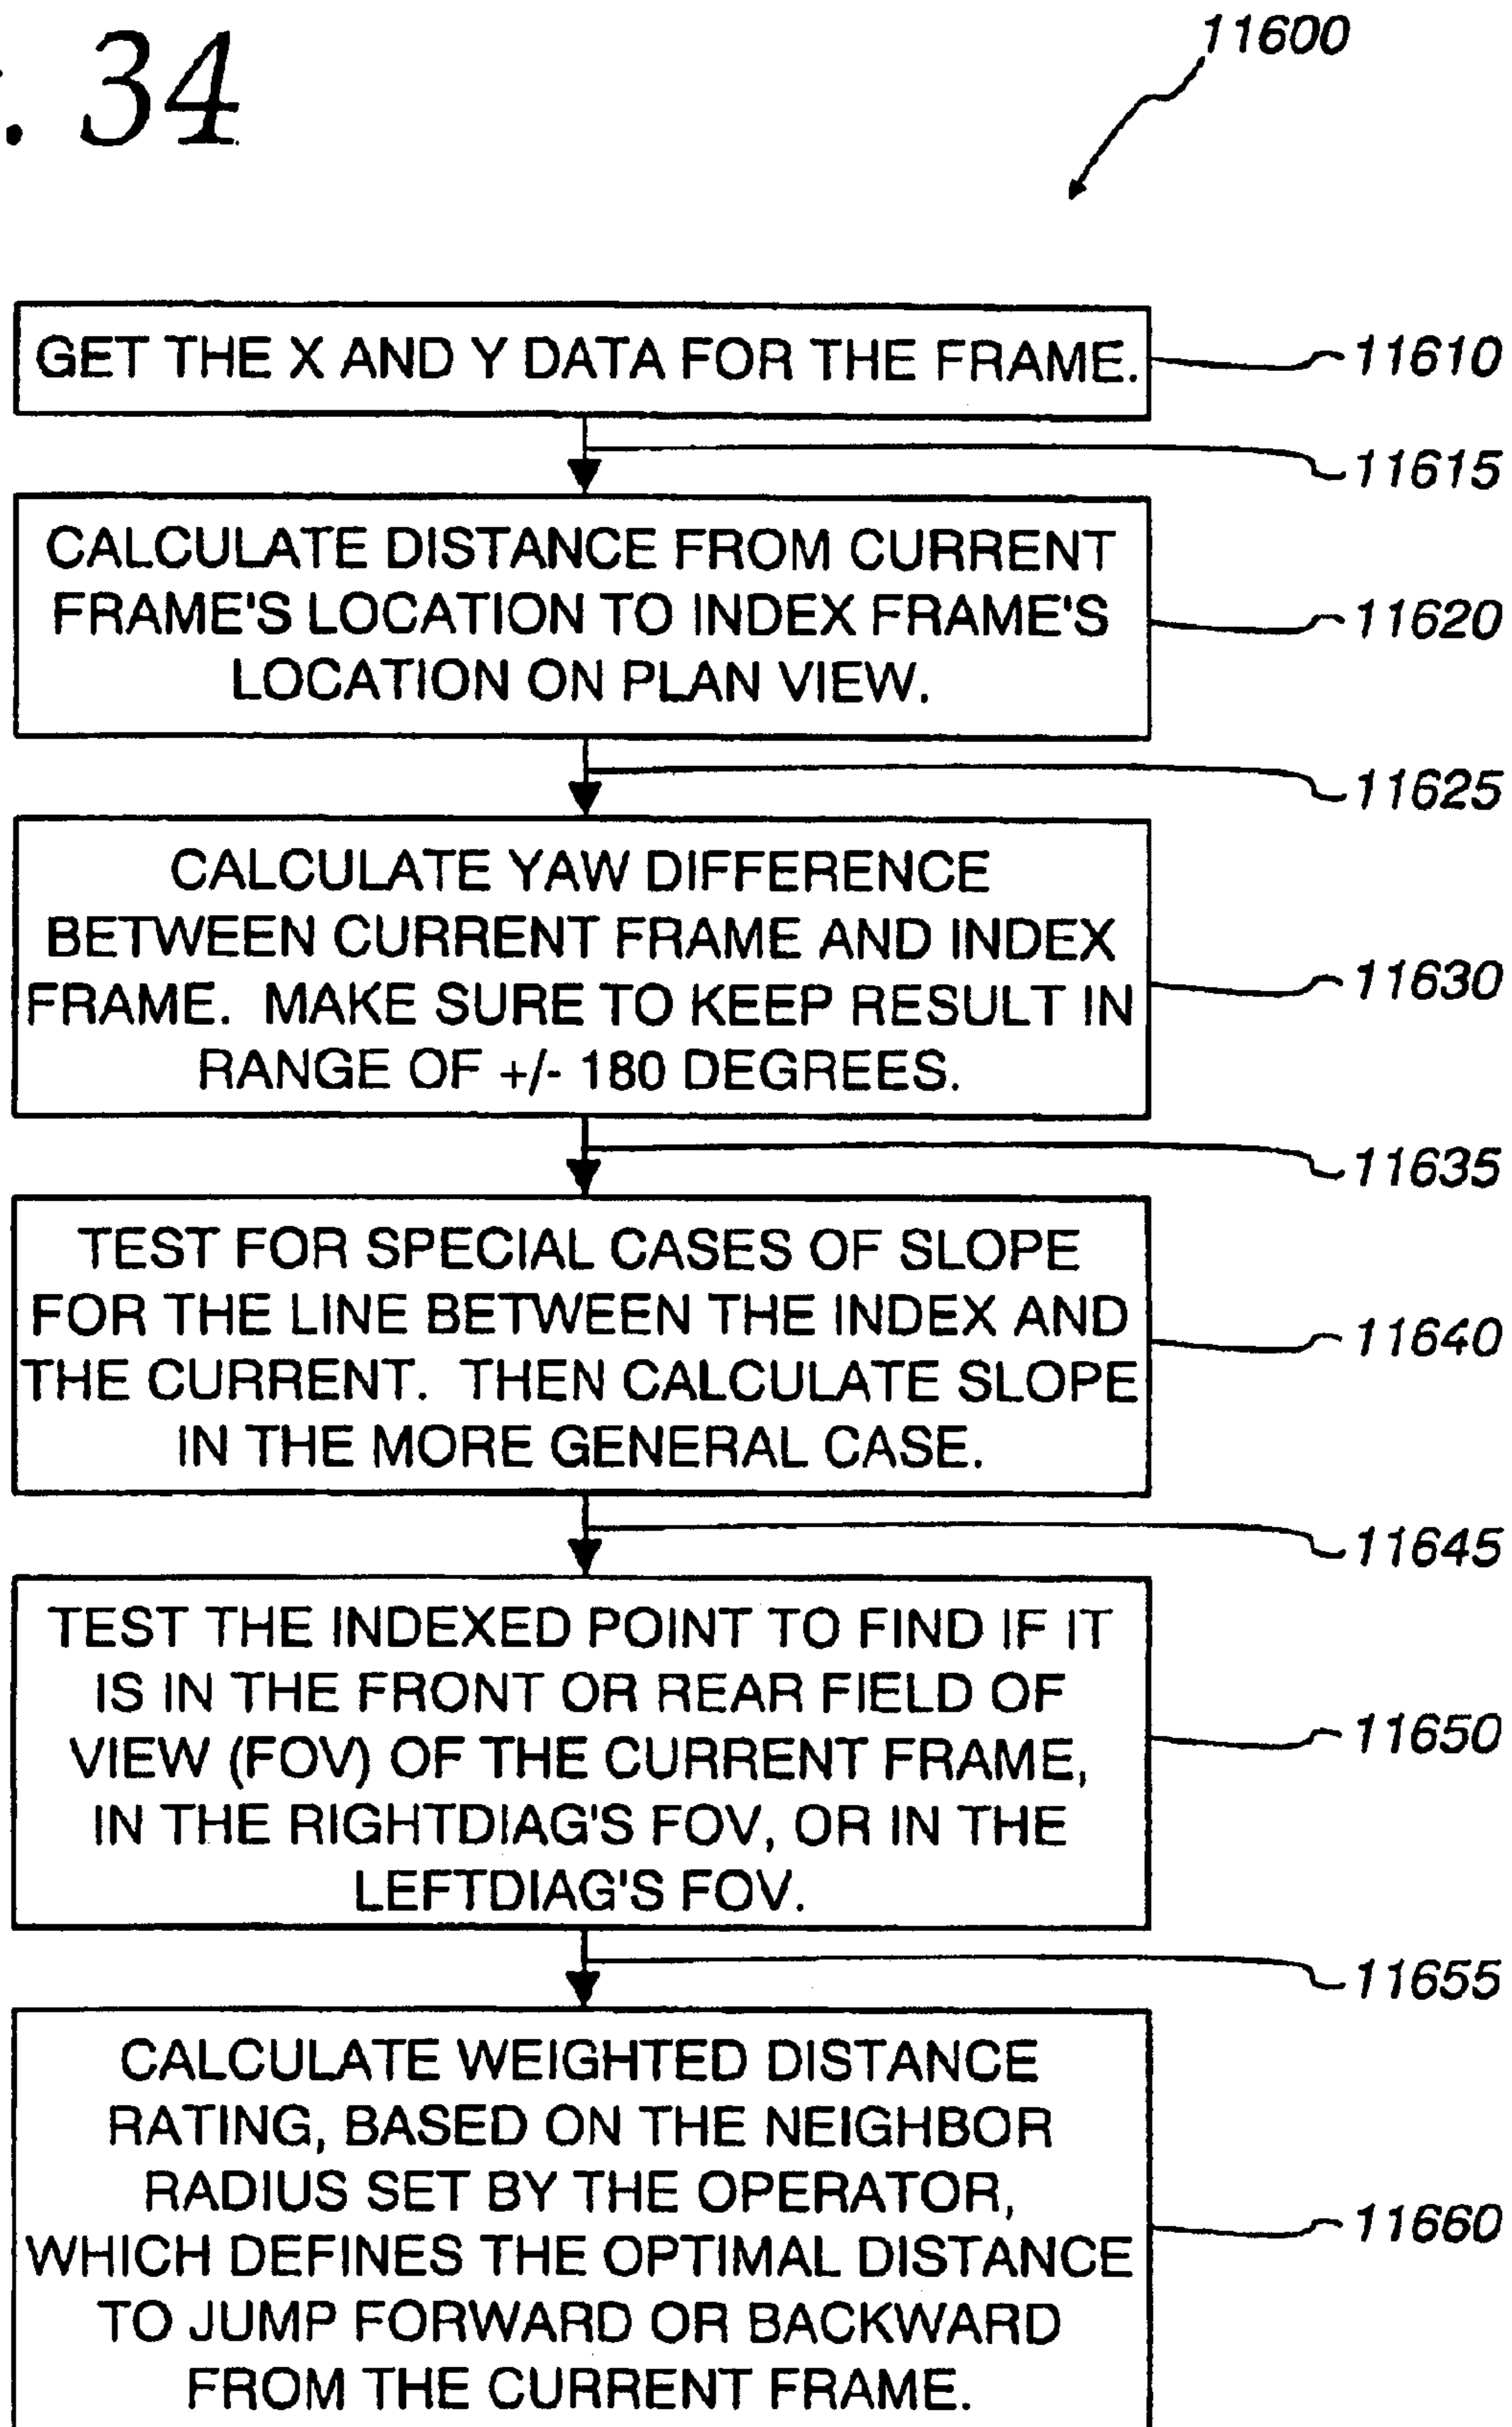 . 34
11600
GET THE X AND Y DATA FOR THE FRAME.
11610
11615
CALCULATE DISTANCE FROM CURRENT
FRAME'S LOCATION TO INDEX FRAME'S
LOCATION ON PLAN VIEW.
11620
11625
CALCULATE YAW DIFFERENCE
BETWEEN CURRENT FRAME AND INDEX
FRAME. MAKE SURE TO KEEP RESULT IN
RANGE OF +/- 180 DEGREES.
11630
11635
TEST FOR SPECIAL CASES OF SLOPE
FOR THE LINE BETWEEN THE INDEX AND
THE CURRENT. THEN CALCULATE SLOPE
IN THE MORE GENERAL CASE.
11640
11645
TEST THE INDEXED POINT TO FIND IF IT
IS IN THE FRONT OR REAR FIELD OF
VIEW (FOV) OF THE CURRENT FRAME,
IN THE RIGHTDIAG'S FOV, OR IN THE
LEFTDIAG'S FOV.
11650
11655
CALCULATE WEIGHTED DISTANCE
RATING, BASED ON THE NEIGHBOR
RADIUS SET BY THE OPERATOR,
WHICH DEFINES THE OPTIMAL DISTANCE
TO JUMP FORWARD OR BACKWARD
FROM THE CURRENT FRAME.
11660